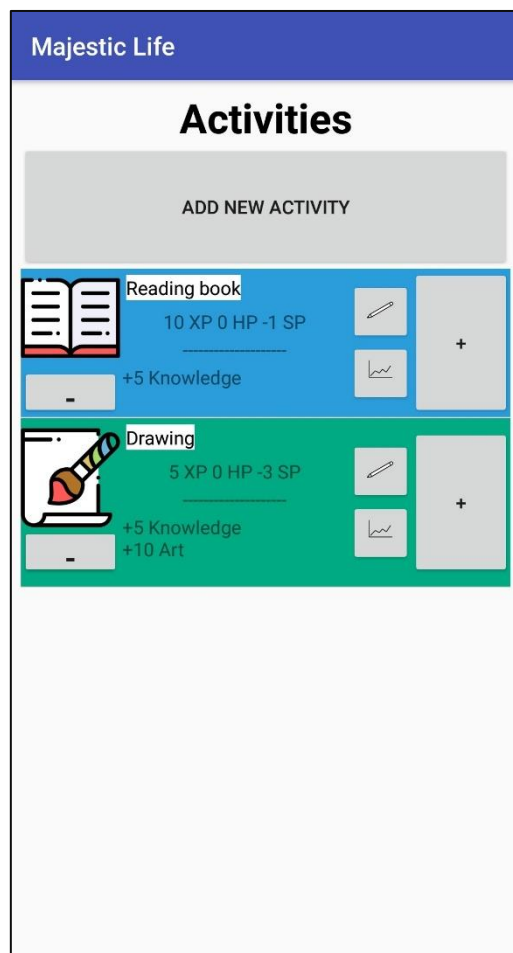 Majestic Life
Activities
ADD NEW ACTIVITY
Reading book
10 XP 0 HP -1 SP
--------------------
+5 Knowledge
-
+
Drawing
5 XP 0 HP -3 SP
--------------------
+5 Knowledge
+10 Art
-
+